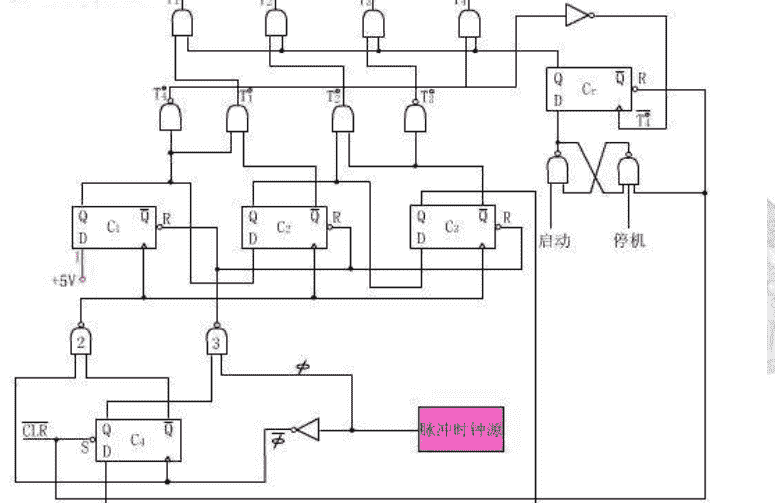 T₁ T₂ T₃ T₄
Q Q̅ R
Cr
D
T₄°
T₄° T₁° T₂° T₃°
Q Q̅ R Q Q̅ R Q Q̅ R
C₁ C₂ C₃
D D D
启动 停机
+5V
2 3
ϕ
CLR
Q Q̅
C₄
S D
ϕ̅
脉冲时钟源